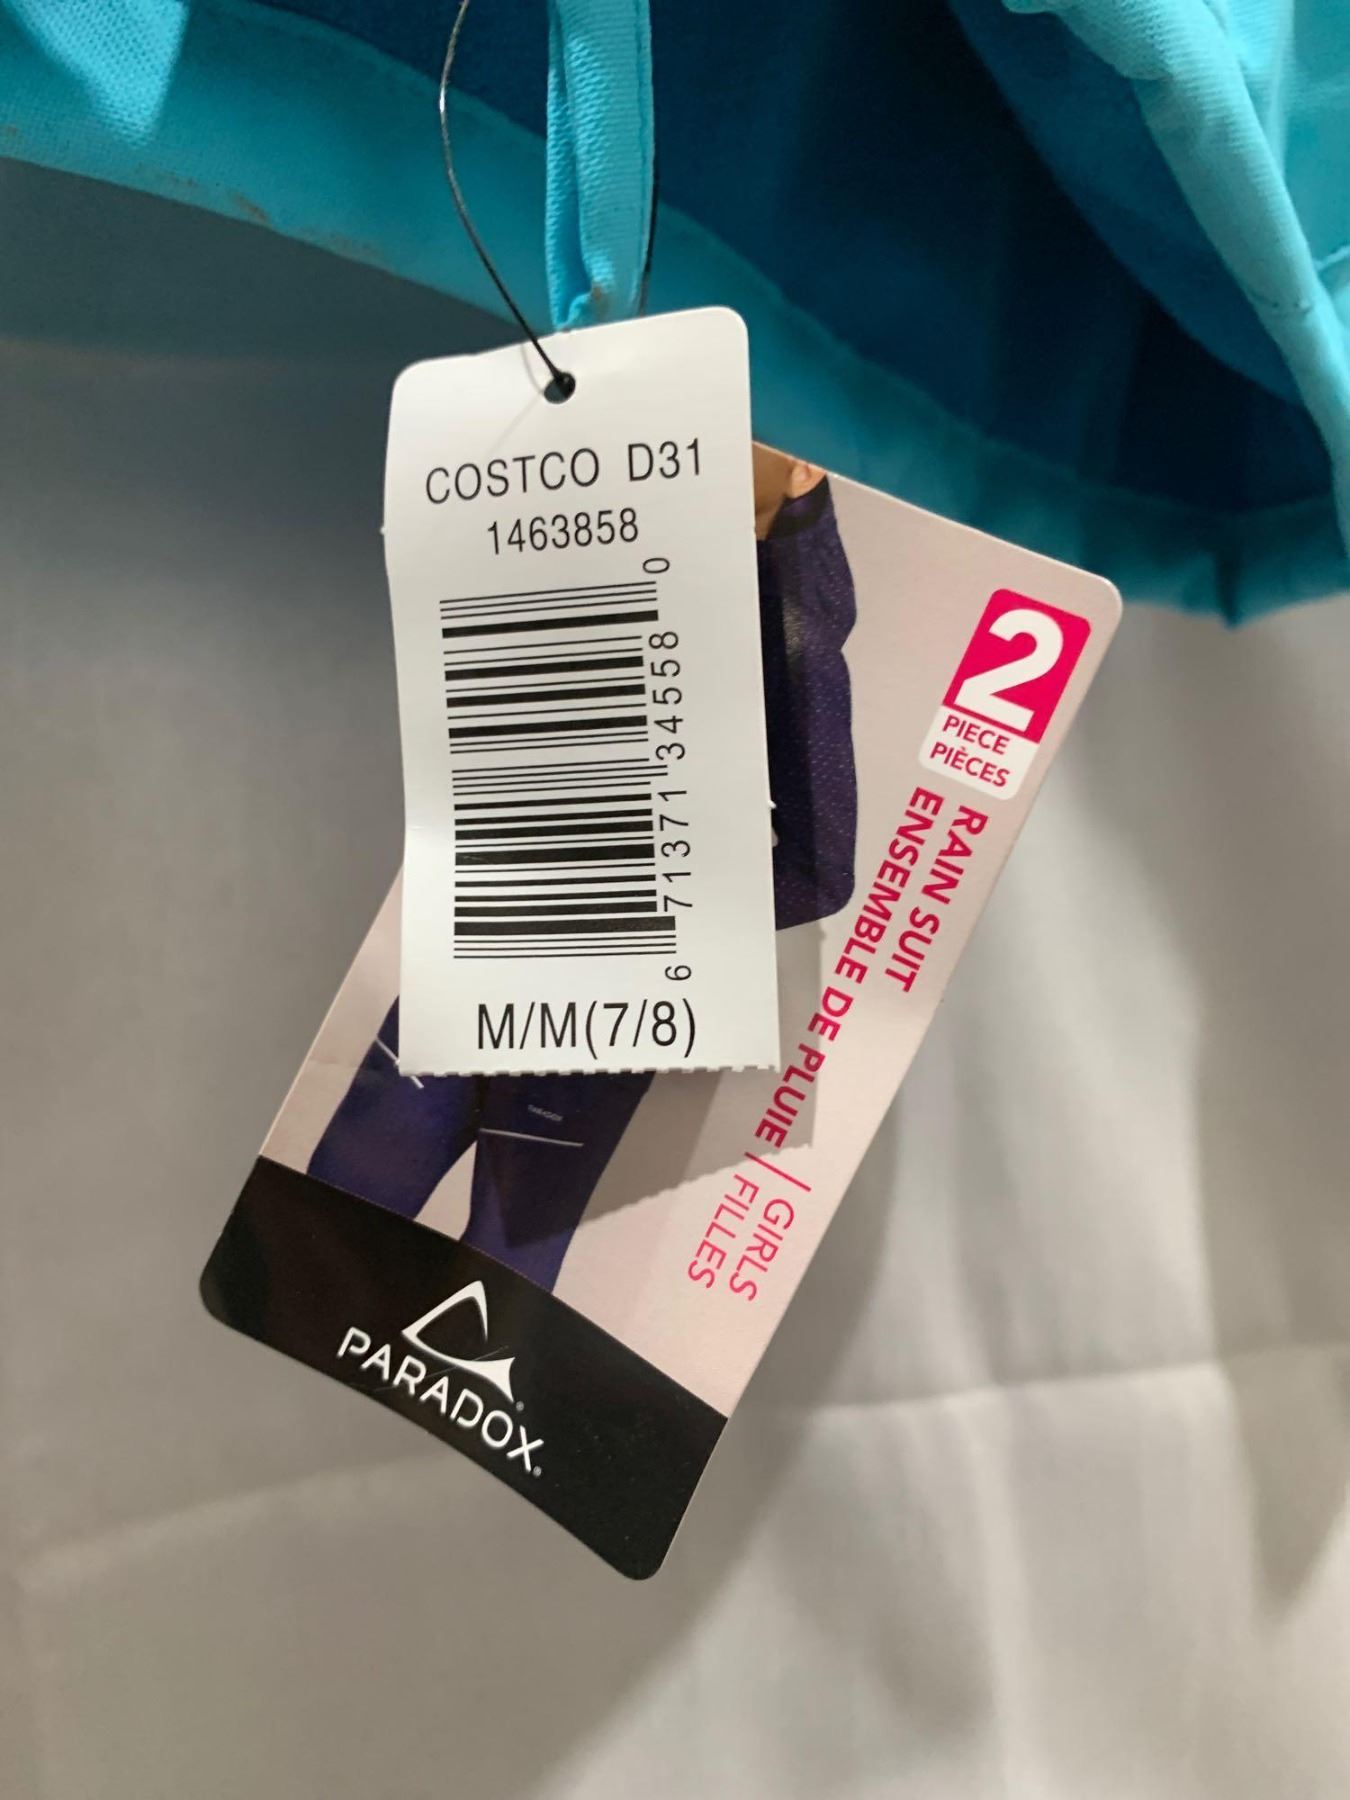 COSTCO D31
1463858
6 71371 34558 0
M/M(7/8)
2
PIECE
PIÈCES
RAIN SUIT
ENSEMBLE DE PLUIE
GIRLS
FILLES
PARADOX®